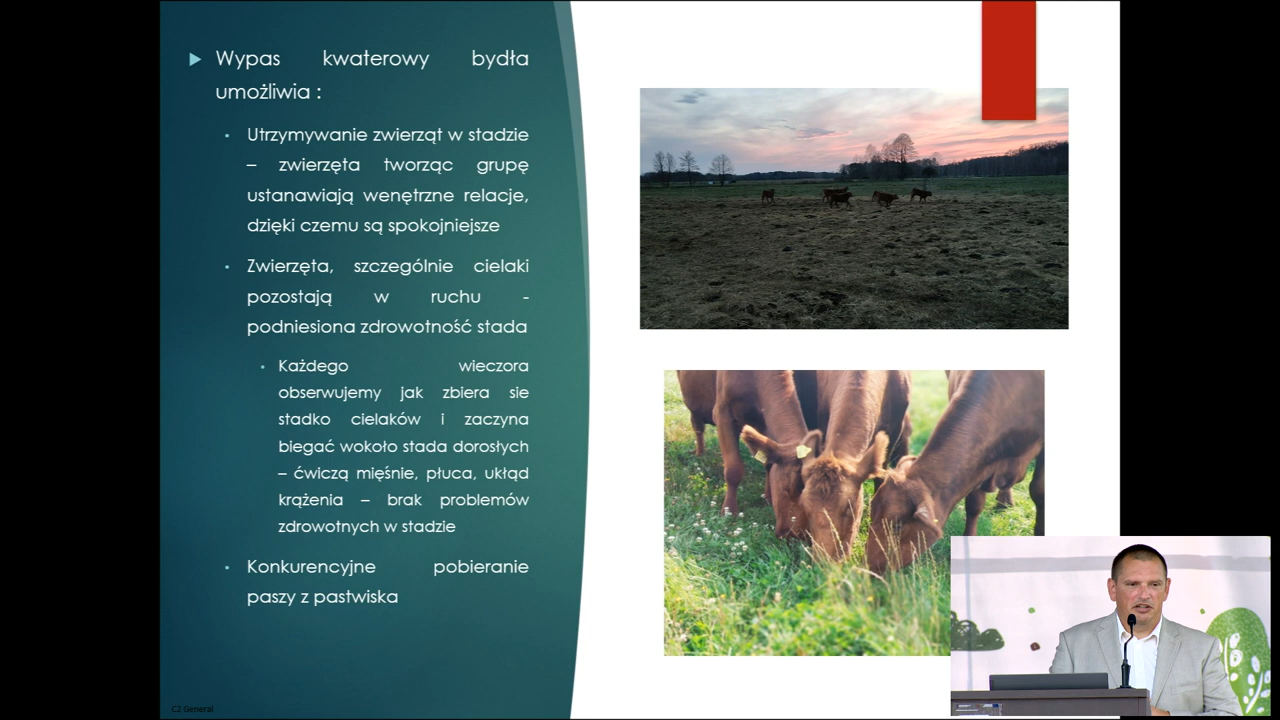 Wypas kwaterowy bydła
umożliwia :
Utrzymywanie zwierząt w stadzie
– zwierzęta tworząc grupę
ustanawiają wenętrzne relacje,
dzięki czemu są spokojniejsze
Zwierzęta, szczególnie cielaki
pozostają w ruchu -
podniesiona zdrowotność stada
Każdego wieczora
obserwujemy jak zbiera sie
stadko cielaków i zaczyna
biegać wokoło stada dorosłych
– ćwiczą mięśnie, płuca, ukłąd
krążenia – brak problemów
zdrowotnych w stadzie
Konkurencyjne pobieranie
paszy z pastwiska
C2 General